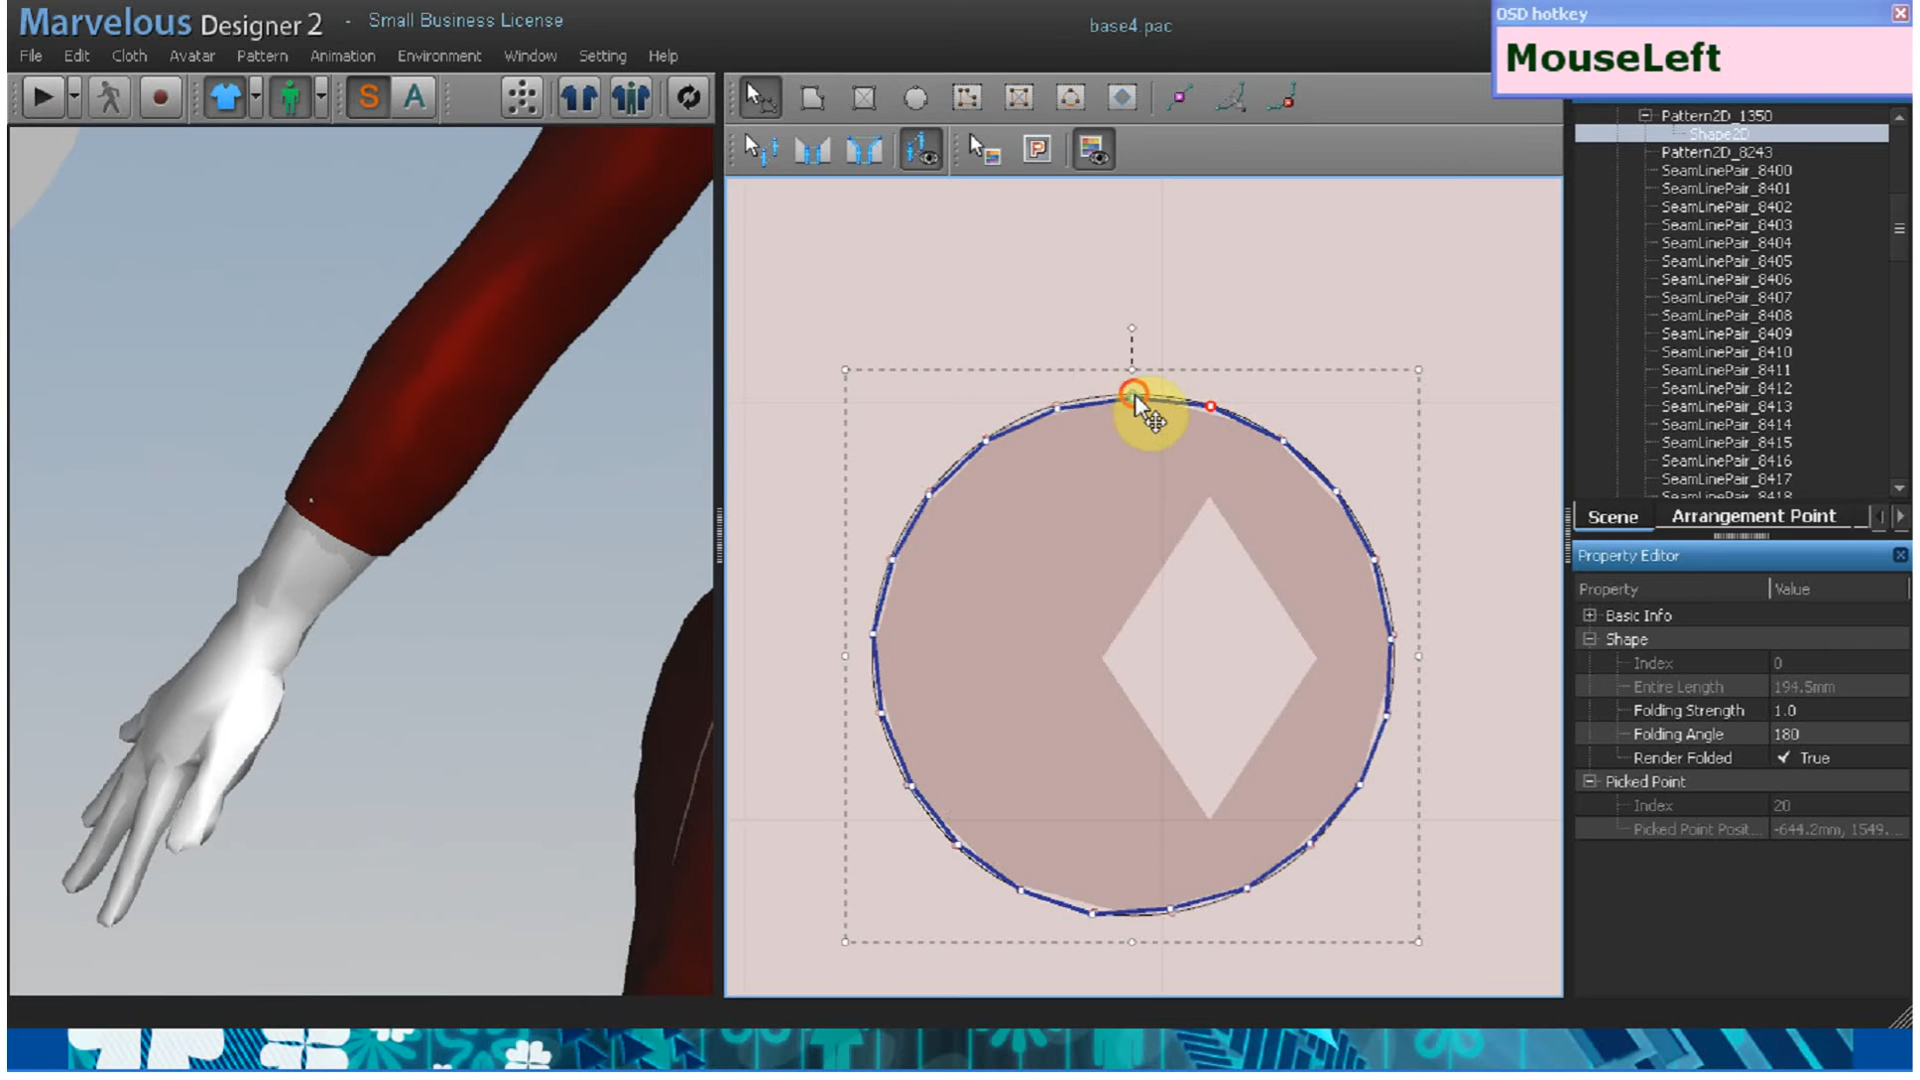 Marvelous Designer 2 - Small Business License
base4.pac
OSD hotkey
MouseLeft
File Edit Cloth Avatar Pattern Animation Environment Window Setting Help
S A
P
Pattern2D_1350
Shape2D
Pattern2D_8243
SeamLinePair_8400
SeamLinePair_8401
SeamLinePair_8402
SeamLinePair_8403
SeamLinePair_8404
SeamLinePair_8405
SeamLinePair_8406
SeamLinePair_8407
SeamLinePair_8408
SeamLinePair_8409
SeamLinePair_8410
SeamLinePair_8411
SeamLinePair_8412
SeamLinePair_8413
SeamLinePair_8414
SeamLinePair_8415
SeamLinePair_8416
SeamLinePair_8417
SeamLinePair_8418
Scene Arrangement Point
Property Editor
Property Value
Basic Info
Shape
Index 0
Entire Length 194.5mm
Folding Strength 1.0
Folding Angle 180
Render Folded True
Picked Point
Index 20
Picked Point Posit... -644.2mm, 1549....